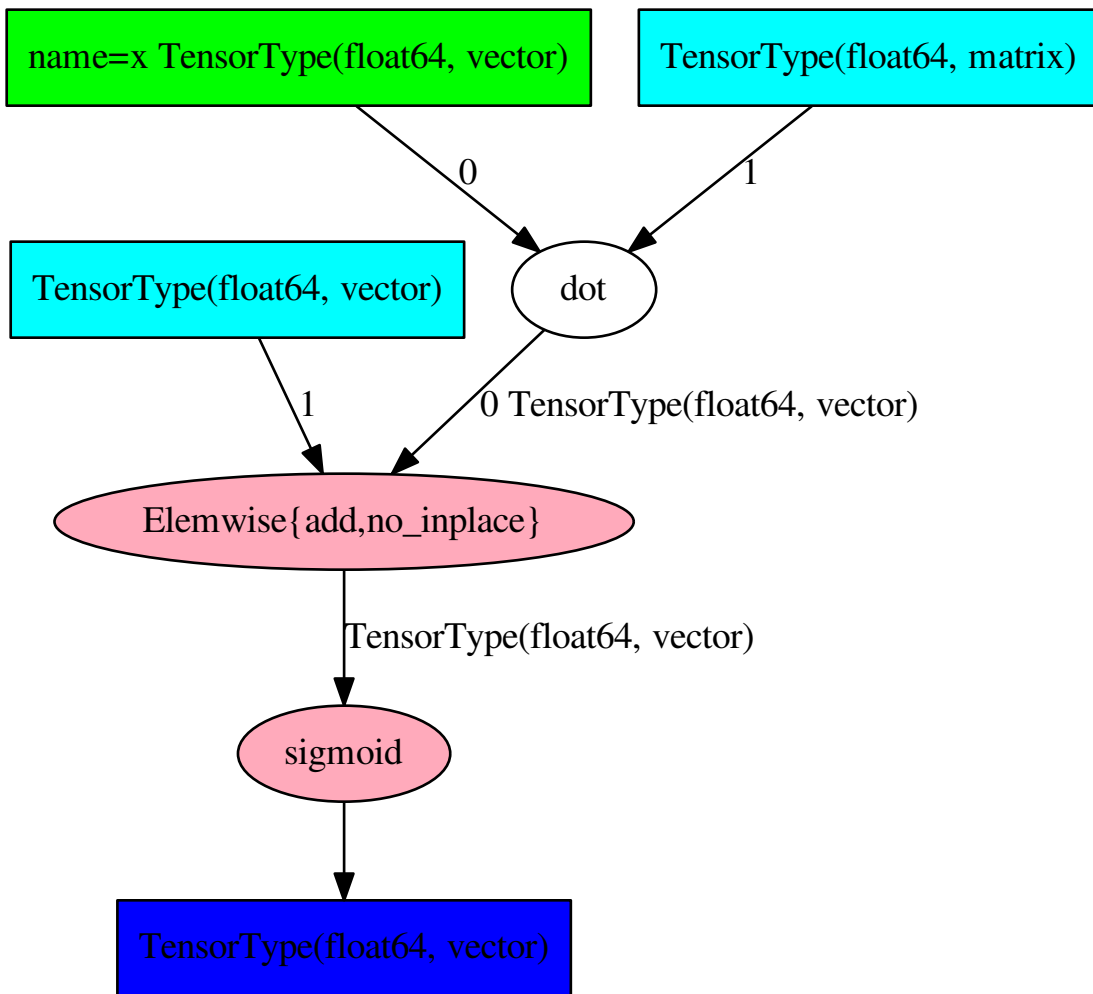 name=x TensorType(float64, vector)
TensorType(float64, matrix)
0
1
TensorType(float64, vector)
dot
1
0 TensorType(float64, vector)
Elemwise{add,no_inplace}
TensorType(float64, vector)
sigmoid
TensorType(float64, vector)